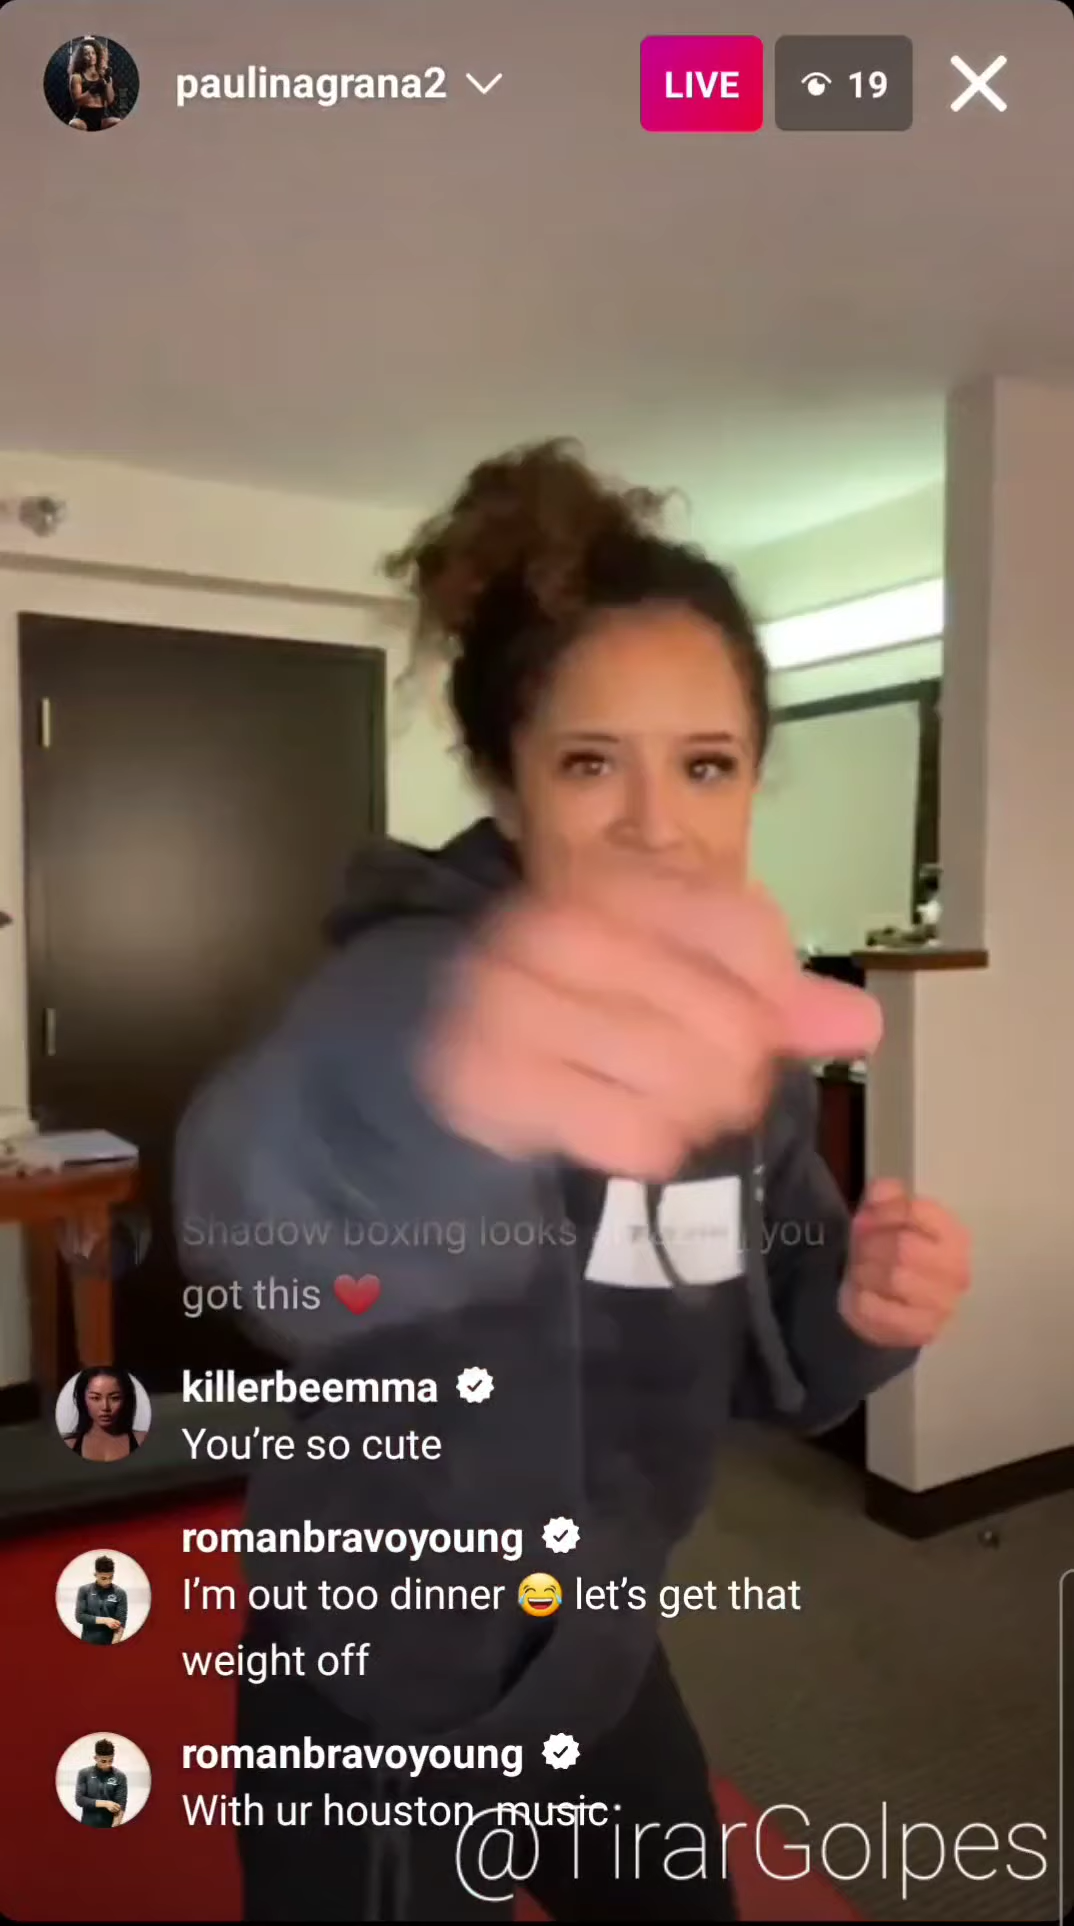 paulinagrana2
LIVE
19
Shadow boxing looks you
got this ❤️
killerbeemma
You’re so cute
romanbravoyoung
I’m out too dinner 😂 let’s get that
weight off
romanbravoyoung
With ur houston music
@TirarGolpes